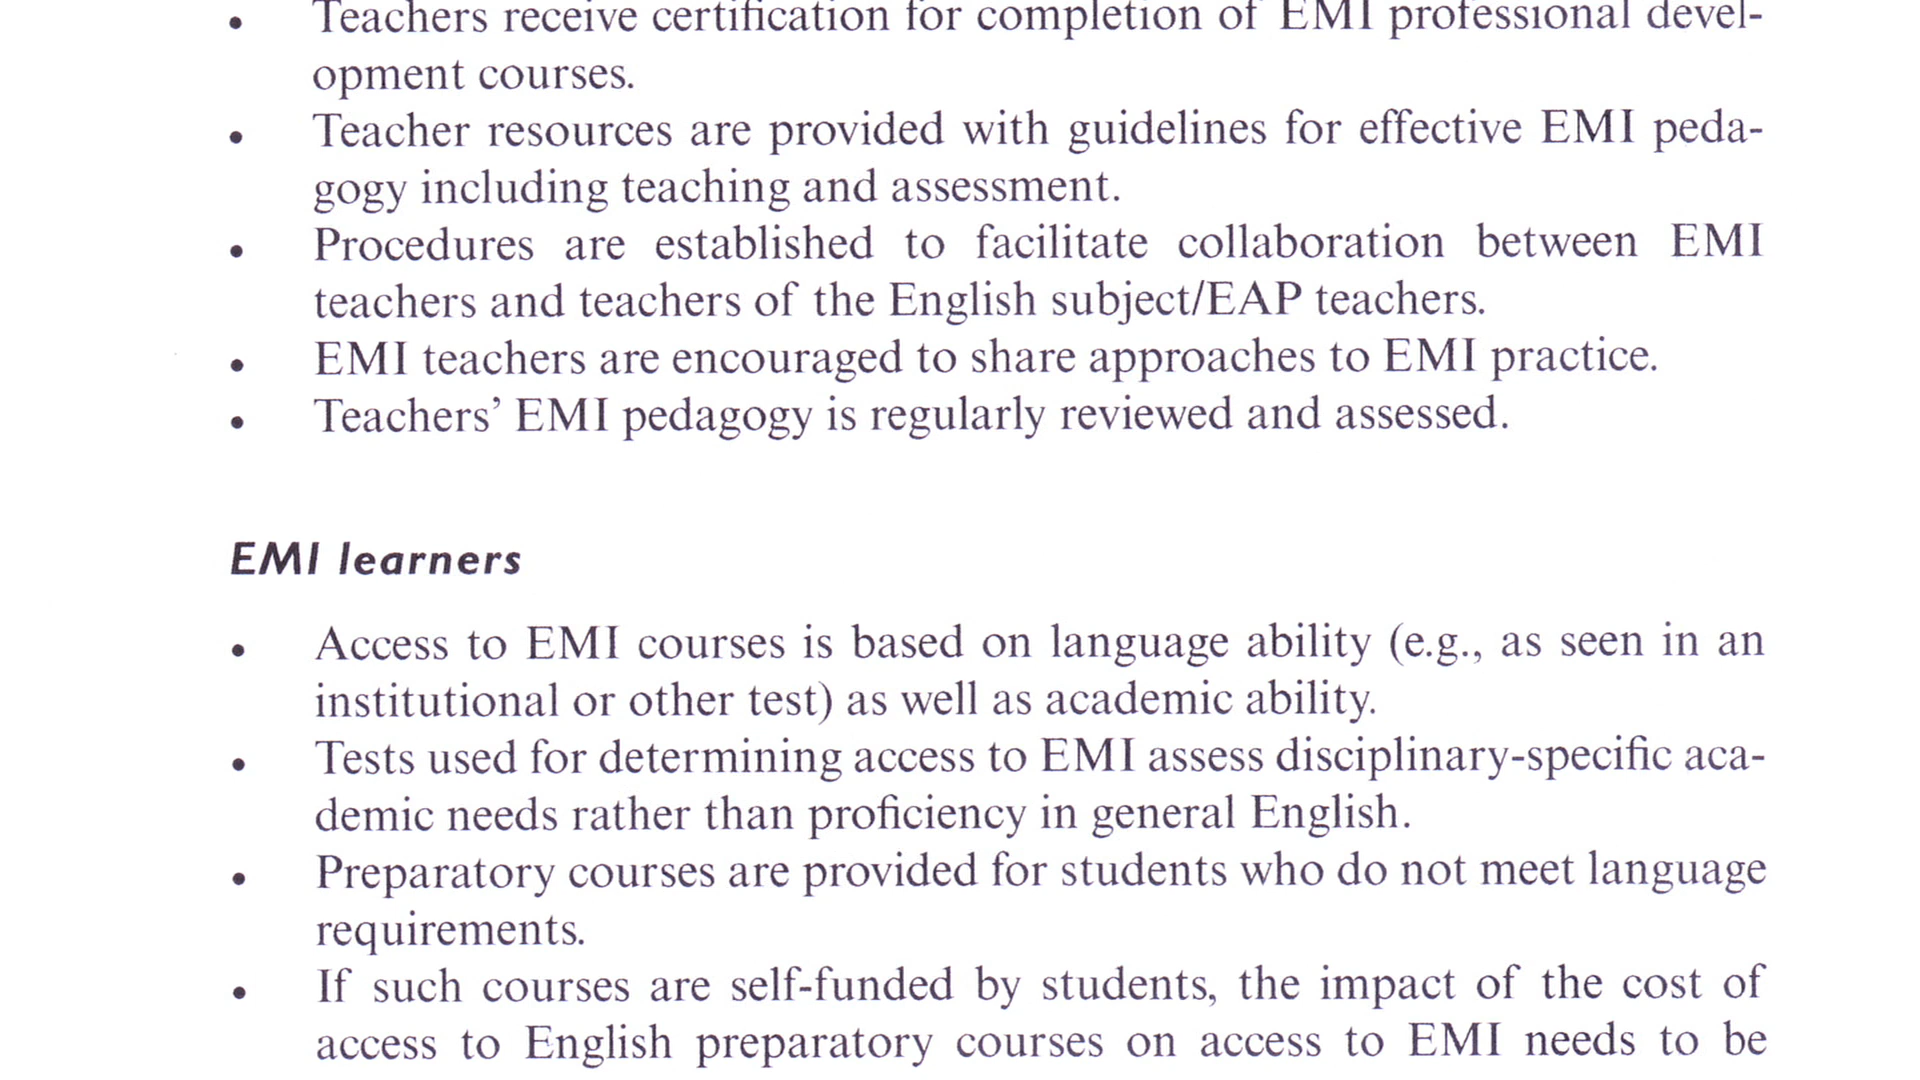 • Teachers receive certification for completion of EMI professional devel-
opment courses.
• Teacher resources are provided with guidelines for effective EMI peda-
gogy including teaching and assessment.
• Procedures are established to facilitate collaboration between EMI
teachers and teachers of the English subject/EAP teachers.
• EMI teachers are encouraged to share approaches to EMI practice.
• Teachers’ EMI pedagogy is regularly reviewed and assessed.
EMI learners
• Access to EMI courses is based on language ability (e.g., as seen in an
institutional or other test) as well as academic ability.
• Tests used for determining access to EMI assess disciplinary-specific aca-
demic needs rather than proficiency in general English.
• Preparatory courses are provided for students who do not meet language
requirements.
• If such courses are self-funded by students, the impact of the cost of
access to English preparatory courses on access to EMI needs to be